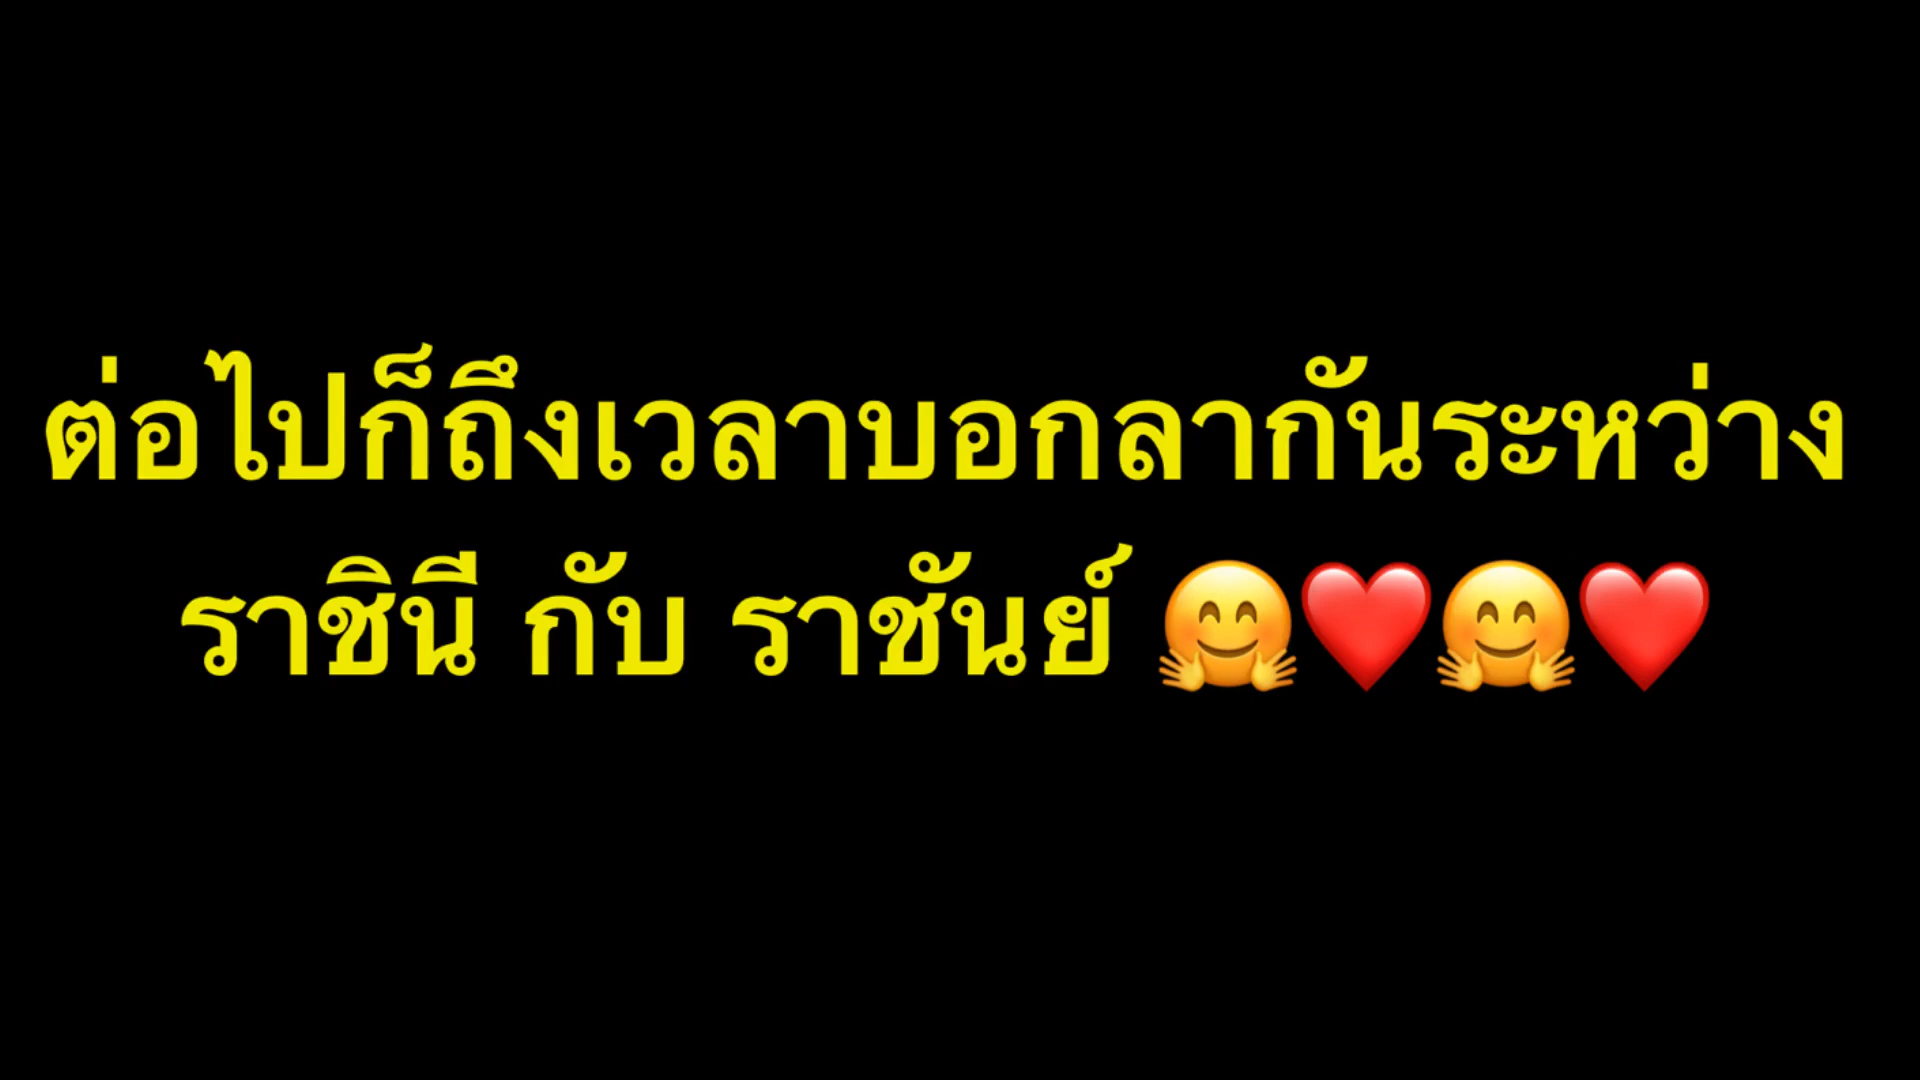 ต่อไปก็ถึงเวลาบอกลากันระหว่าง
ราชินี กับ ราชันย์ 🤗❤️🤗❤️